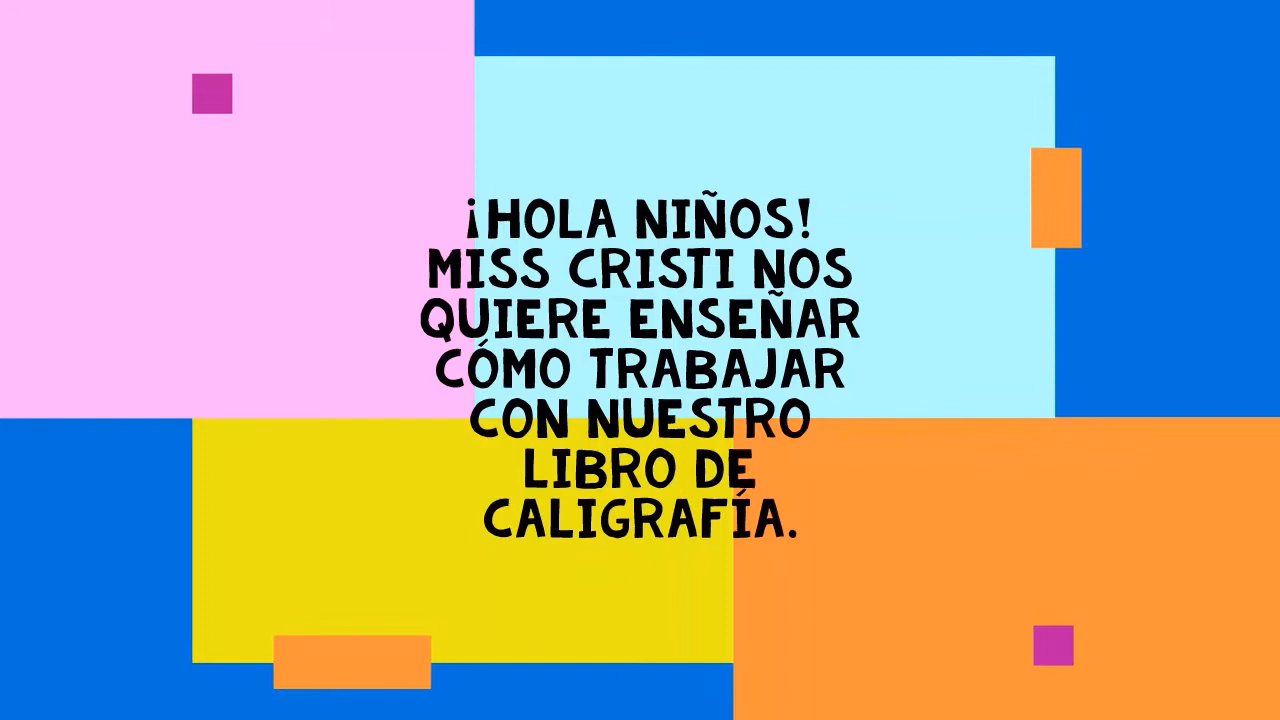 ¡HOLA NIÑOS!
MISS CRISTI NOS
QUIERE ENSEÑAR
CÓMO TRABAJAR
CON NUESTRO
LIBRO DE
CALIGRAFÍA.